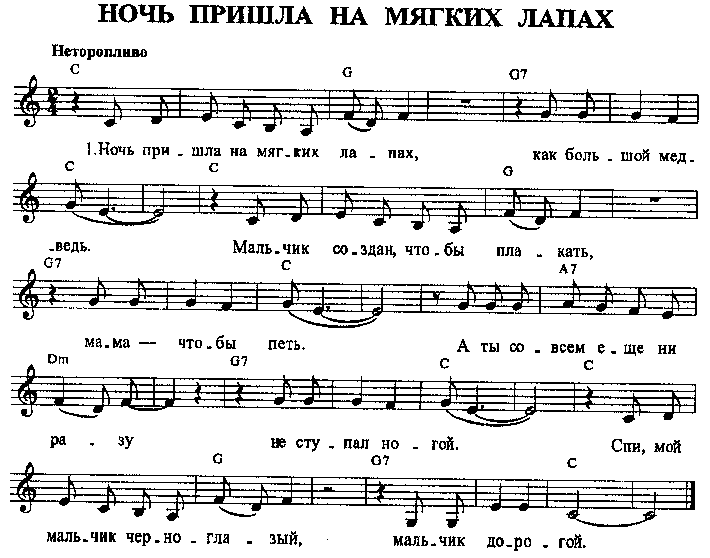 НОЧЬ ПРИШЛА НА МЯГКИХ ЛАПАХ
Неторопливо
C G G7
1.Ночь при - шла на мяг - ких ла - пах, как боль - шой мед -
C C G
- ведь. Маль - чик со - здан, что - бы пла - кать,
G7 C A7
ма - ма — что - бы петь. А ты со - всем е - ще ни
Dm G7 C C
ра - зу не сту - пал но - гой. Спи, мой
G G7 C
маль - чик чер - но - гла - зый, маль - чик до - ро - гой.